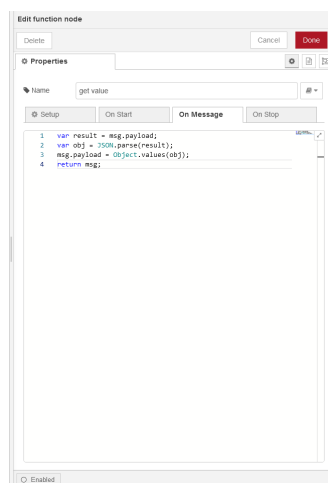 Edit function node
Delete Cancel Done
Properties
Name get value
Setup On Start On Message On Stop
1 var result = msg.payload;
2 var obj = JSON.parse(result);
3 msg.payload = Object.values(obj);
4 return msg;
Enabled